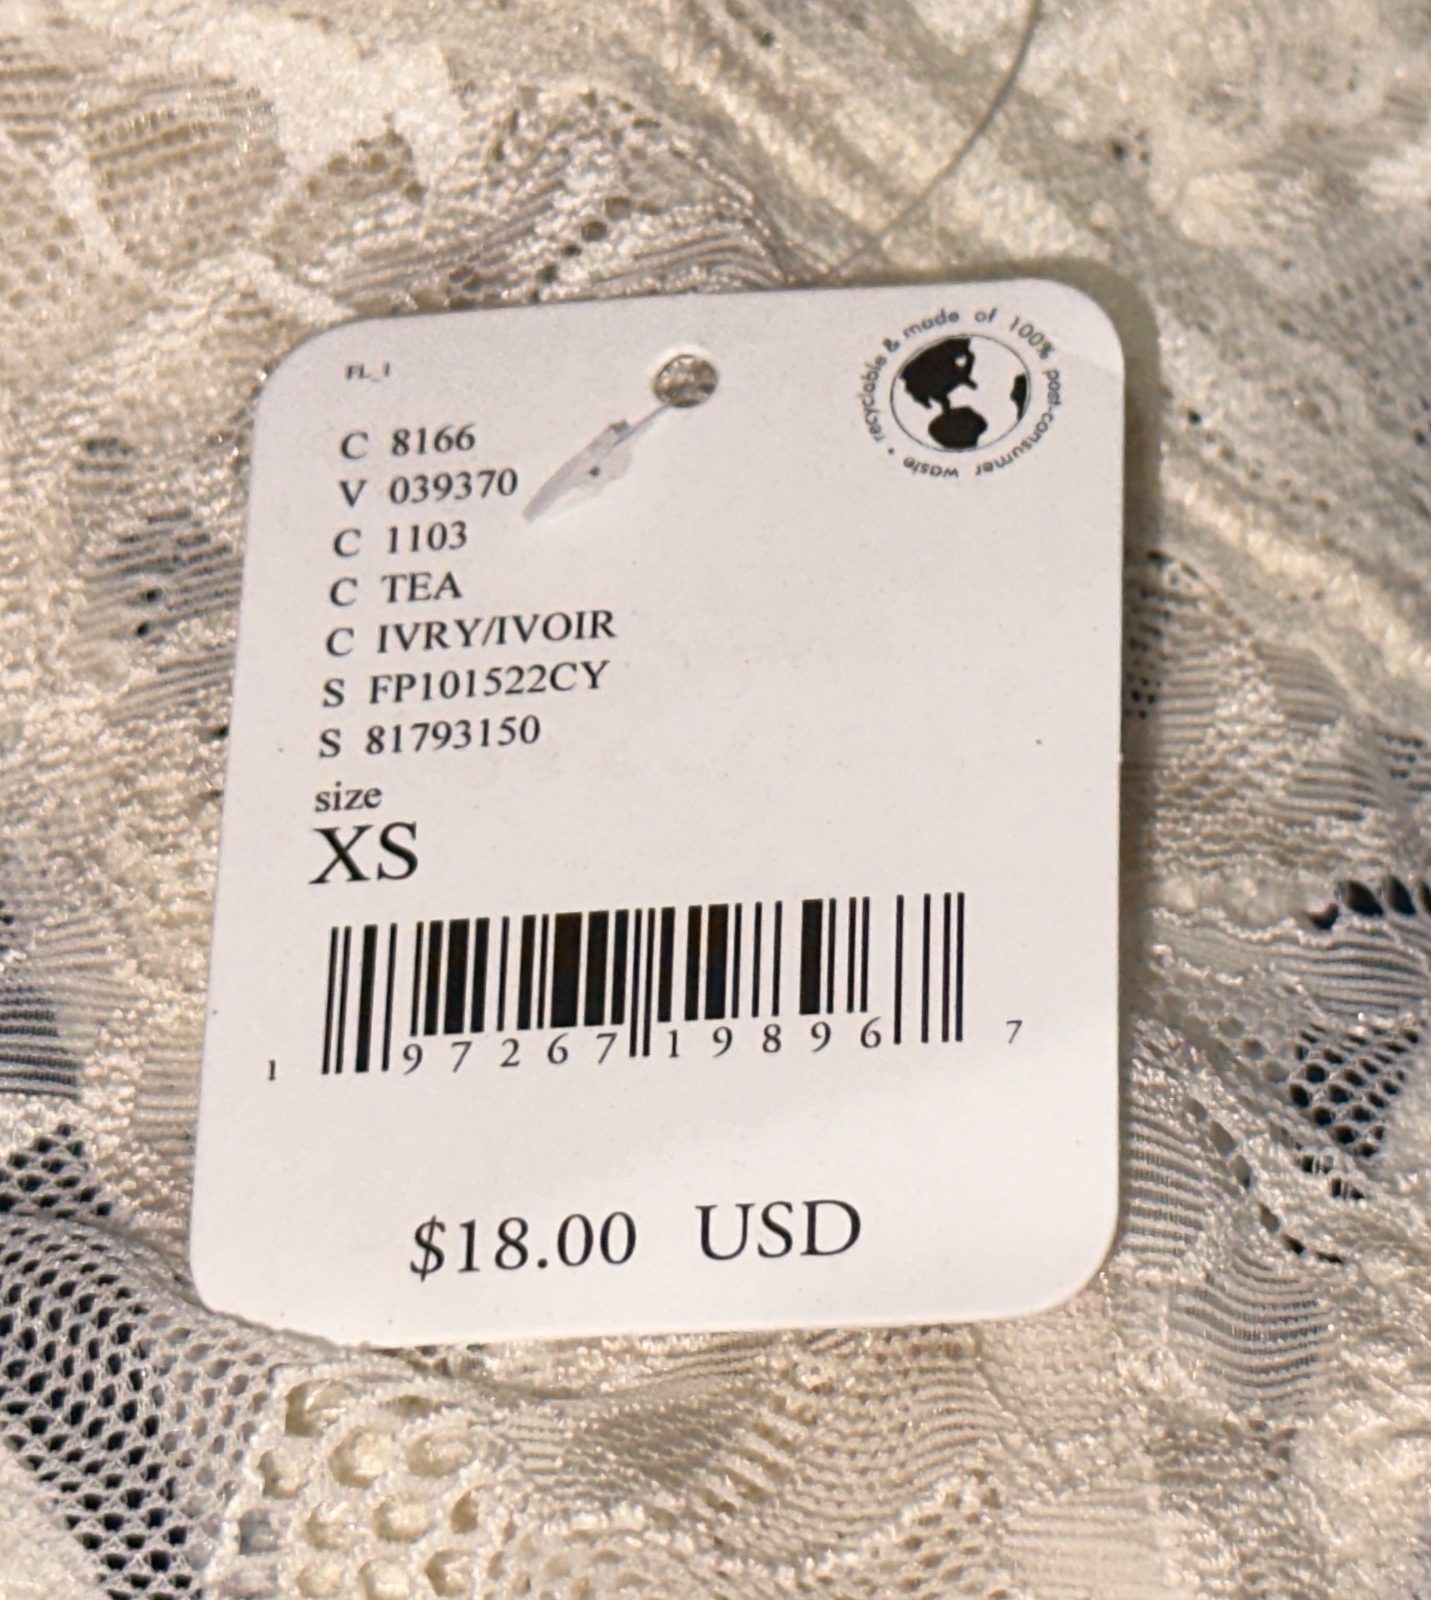 FL_1
recyclable & made of 100% post-consumer waste •
C 8166
V 039370
C 1103
C TEA
C IVRY/IVOIR
S FP101522CY
S 81793150
size
XS
1 97267 19896 7
$18.00 USD